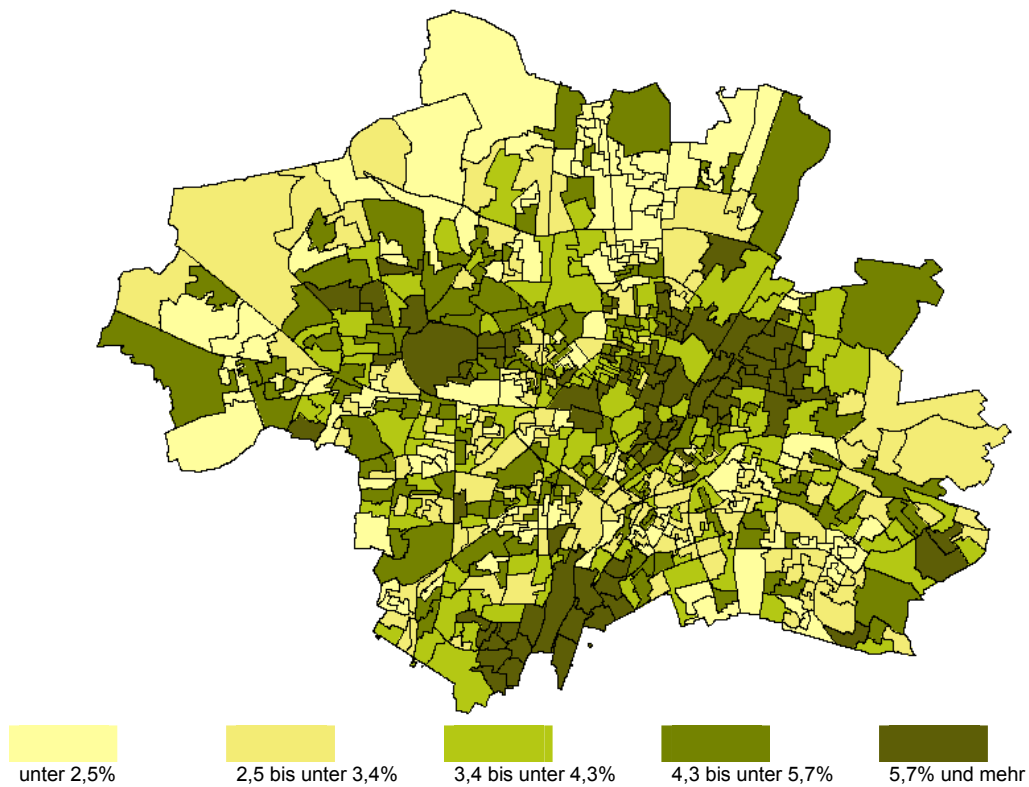 unter 2,5% 2,5 bis unter 3,4% 3,4 bis unter 4,3% 4,3 bis unter 5,7% 5,7% und mehr